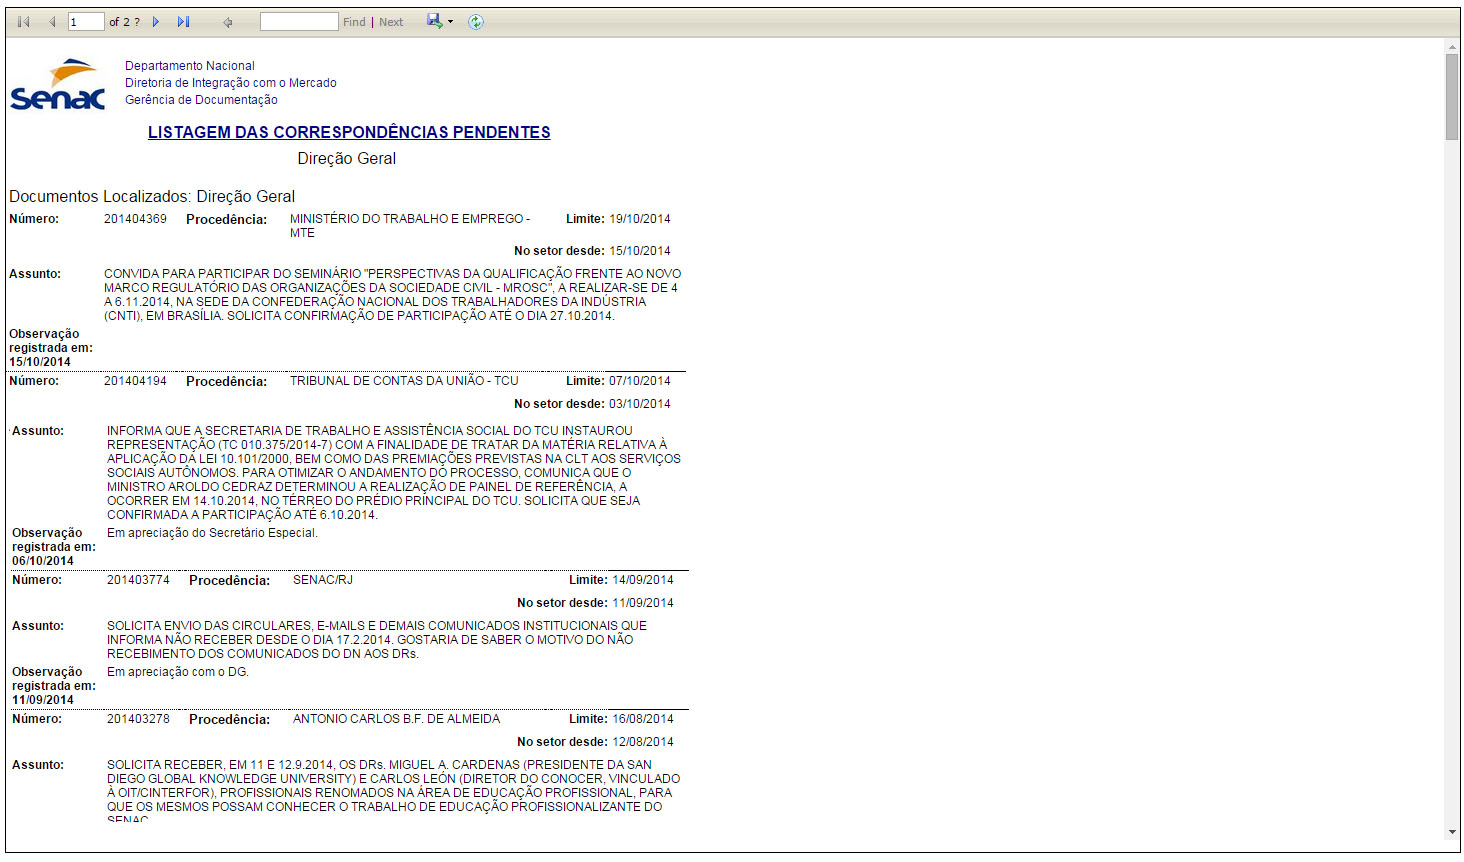 1 of 2 ? Find | Next
Senac
Departamento Nacional
Diretoria de Integração com o Mercado
Gerência de Documentação
LISTAGEM DAS CORRESPONDÊNCIAS PENDENTES
Direção Geral
Documentos Localizados: Direção Geral
Número: 201404369 Procedência: MINISTÉRIO DO TRABALHO E EMPREGO - Limite: 19/10/2014
MTE
No setor desde: 15/10/2014
Assunto: CONVIDA PARA PARTICIPAR DO SEMINÁRIO "PERSPECTIVAS DA QUALIFICAÇÃO FRENTE AO NOVO
MARCO REGULATÓRIO DAS ORGANIZAÇÕES DA SOCIEDADE CIVIL - MROSC", A REALIZAR-SE DE 4
A 6.11.2014, NA SEDE DA CONFEDERAÇÃO NACIONAL DOS TRABALHADORES DA INDÚSTRIA
(CNTI), EM BRASÍLIA. SOLICITA CONFIRMAÇÃO DE PARTICIPAÇÃO ATÉ O DIA 27.10.2014.
Observação
registrada em:
15/10/2014
Número: 201404194 Procedência: TRIBUNAL DE CONTAS DA UNIÃO - TCU Limite: 07/10/2014
No setor desde: 03/10/2014
Assunto: INFORMA QUE A SECRETARIA DE TRABALHO E ASSISTÊNCIA SOCIAL DO TCU INSTAUROU
REPRESENTAÇÃO (TC 010.375/2014-7) COM A FINALIDADE DE TRATAR DA MATÉRIA RELATIVA À
APLICAÇÃO DA LEI 10.101/2000, BEM COMO DAS PREMIAÇÕES PREVISTAS NA CLT AOS SERVIÇOS
SOCIAIS AUTÔNOMOS. PARA OTIMIZAR O ANDAMENTO DO PROCESSO, COMUNICA QUE O
MINISTRO AROLDO CEDRAZ DETERMINOU A REALIZAÇÃO DE PAINEL DE REFERÊNCIA, A
OCORRER EM 14.10.2014, NO TÉRREO DO PRÉDIO PRINCIPAL DO TCU. SOLICITA QUE SEJA
CONFIRMADA A PARTICIPAÇÃO ATÉ 6.10.2014.
Observação Em apreciação do Secretário Especial.
registrada em:
06/10/2014
Número: 201403774 Procedência: SENAC/RJ Limite: 14/09/2014
No setor desde: 11/09/2014
Assunto: SOLICITA ENVIO DAS CIRCULARES, E-MAILS E DEMAIS COMUNICADOS INSTITUCIONAIS QUE
INFORMA NÃO RECEBER DESDE O DIA 17.2.2014. GOSTARIA DE SABER O MOTIVO DO NÃO
RECEBIMENTO DOS COMUNICADOS DO DN AOS DRs.
Observação Em apreciação com o DG.
registrada em:
11/09/2014
Número: 201403278 Procedência: ANTONIO CARLOS B.F. DE ALMEIDA Limite: 16/08/2014
No setor desde: 12/08/2014
Assunto: SOLICITA RECEBER, EM 11 E 12.9.2014, OS DRs. MIGUEL A. CARDENAS (PRESIDENTE DA SAN
DIEGO GLOBAL KNOWLEDGE UNIVERSITY) E CARLOS LEÓN (DIRETOR DO CONOCER, VINCULADO
À OIT/CINTERFOR), PROFISSIONAIS RENOMADOS NA ÁREA DE EDUCAÇÃO PROFISSIONAL, PARA
QUE OS MESMOS POSSAM CONHECER O TRABALHO DE EDUCAÇÃO PROFISSIONALIZANTE DO
SENAC